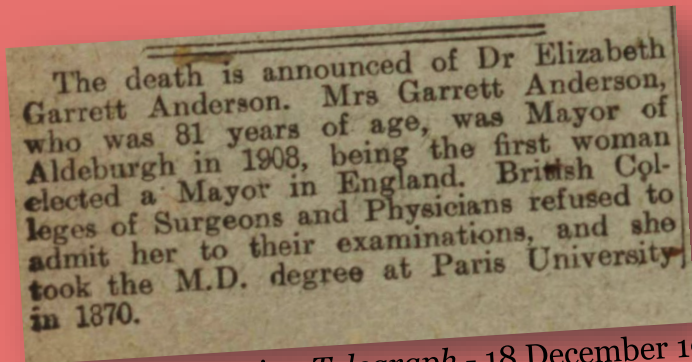 The death is announced of Dr Elizabeth
Garrett Anderson. Mrs Garrett Anderson,
who was 81 years of age, was Mayor of
Aldeburgh in 1908, being the first woman
elected a Mayor in England. British Col-
leges of Surgeons and Physicians refused to
admit her to their examinations, and she
took the M.D. degree at Paris University
in 1870.
Telegraph - 18 December